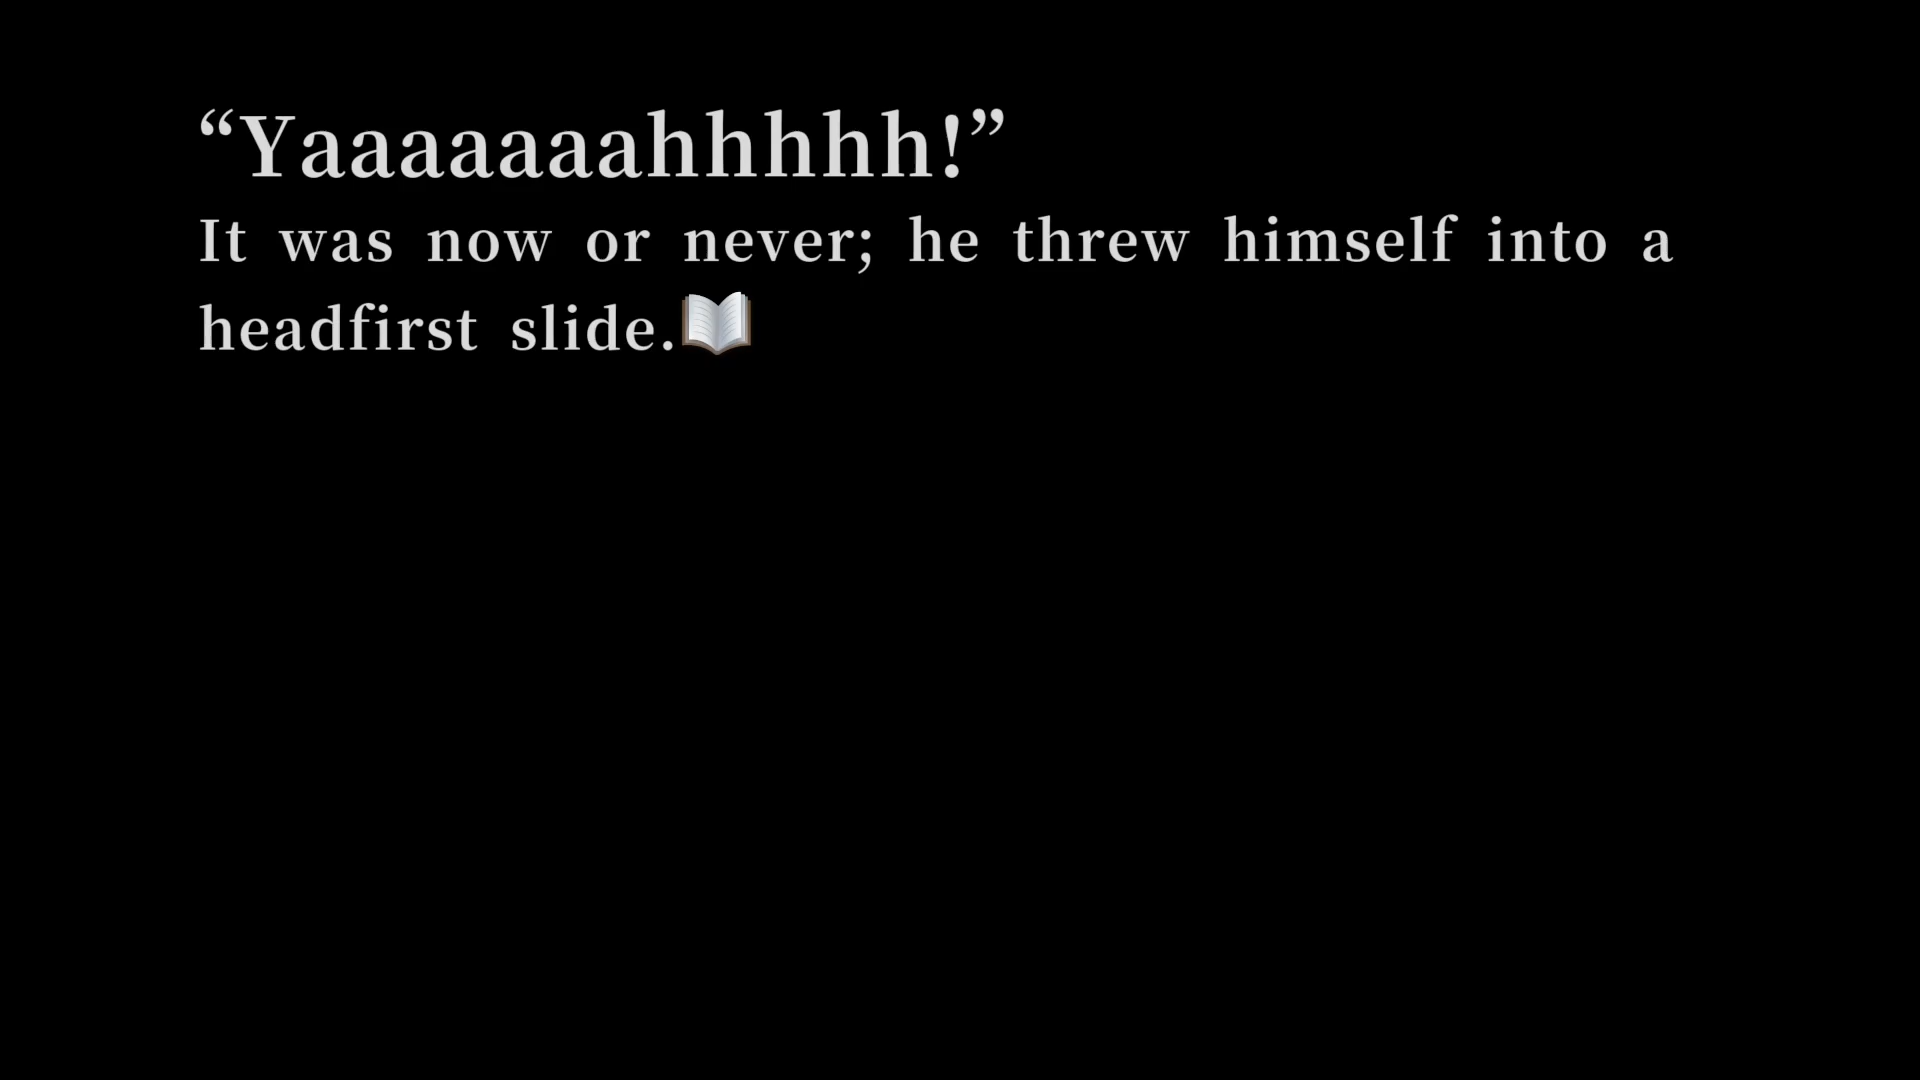 “Yaaaaaaahhhhh!”
It was now or never; he threw himself into a
headfirst slide.